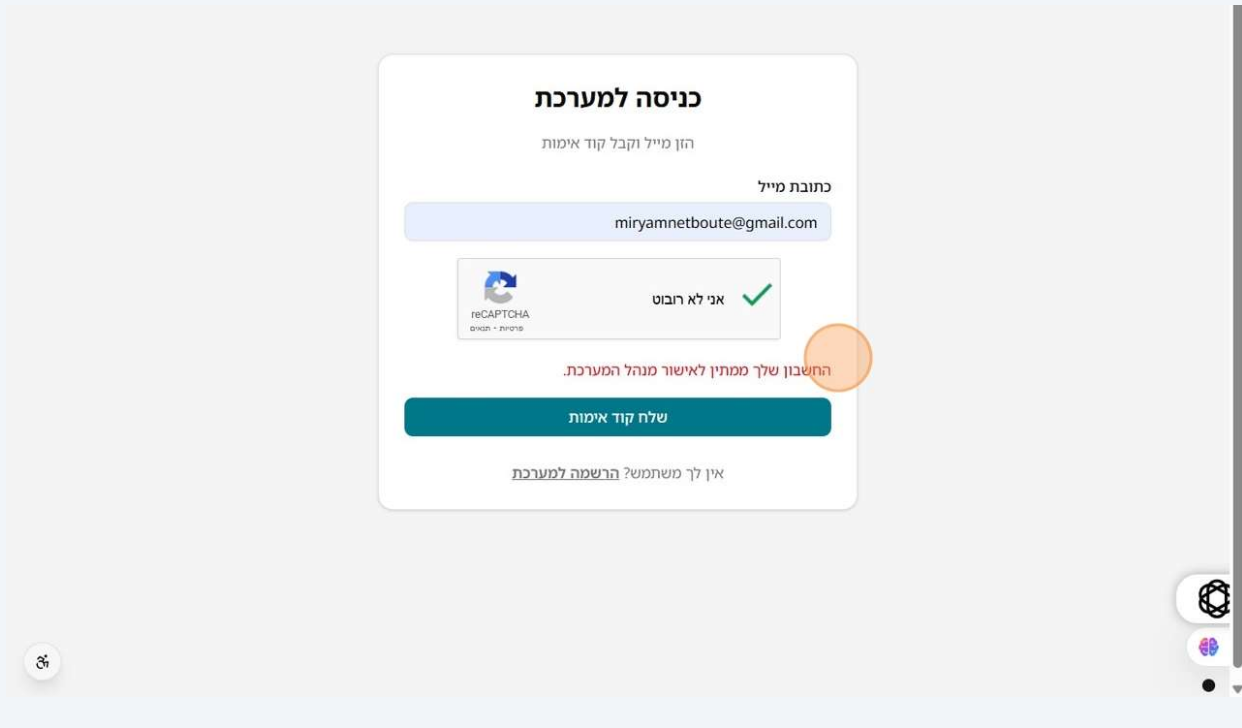 כניסה למערכת
הזן מייל וקבל קוד אימות
כתובת מייל
miryamnetboute@gmail.com
אני לא רובוט
reCAPTCHA
פרטיות - תנאים
החשבון שלך ממתין לאישור מנהל המערכת.
שלח קוד אימות
אין לך משתמש? הרשמה למערכת